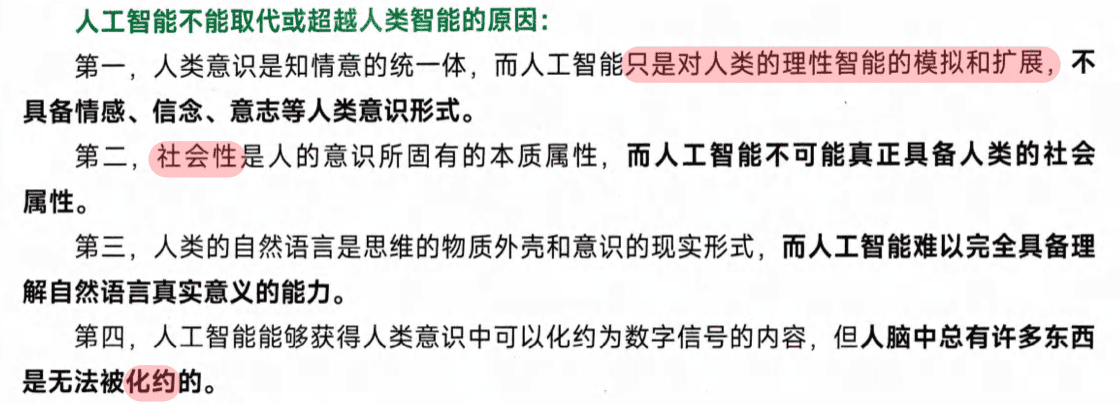 人工智能不能取代或超越人类智能的原因：
第一，人类意识是知情意的统一体，而人工智能只是对人类的理性智能的模拟和扩展，不
具备情感、信念、意志等人类意识形式。
第二，社会性是人的意识所固有的本质属性，而人工智能不可能真正具备人类的社会
属性。
第三，人类的自然语言是思维的物质外壳和意识的现实形式，而人工智能难以完全具备理
解自然语言真实意义的能力。
第四，人工智能能够获得人类意识中可以化约为数字信号的内容，但人脑中总有许多东西
是无法被化约的。